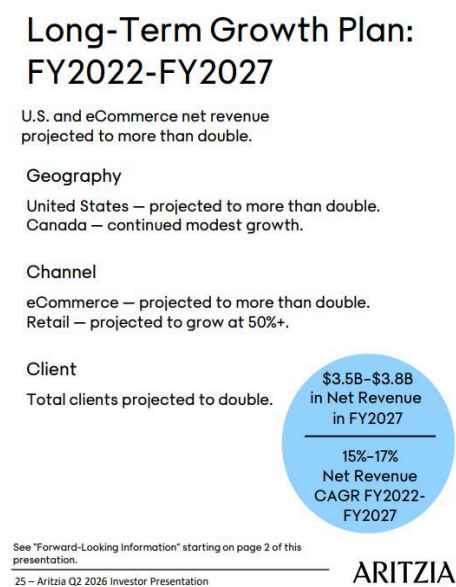 Long-Term Growth Plan:
FY2022-FY2027
U.S. and eCommerce net revenue
projected to more than double.
Geography
United States — projected to more than double.
Canada — continued modest growth.
Channel
eCommerce — projected to more than double.
Retail — projected to grow at 50%+.
Client
Total clients projected to double.
$3.5B-$3.8B
in Net Revenue
in FY2027
15%-17%
Net Revenue
CAGR FY2022-
FY2027
See "Forward-Looking Information" starting on page 2 of this
presentation.
25 – Aritzia Q2 2026 Investor Presentation
ARITZIA